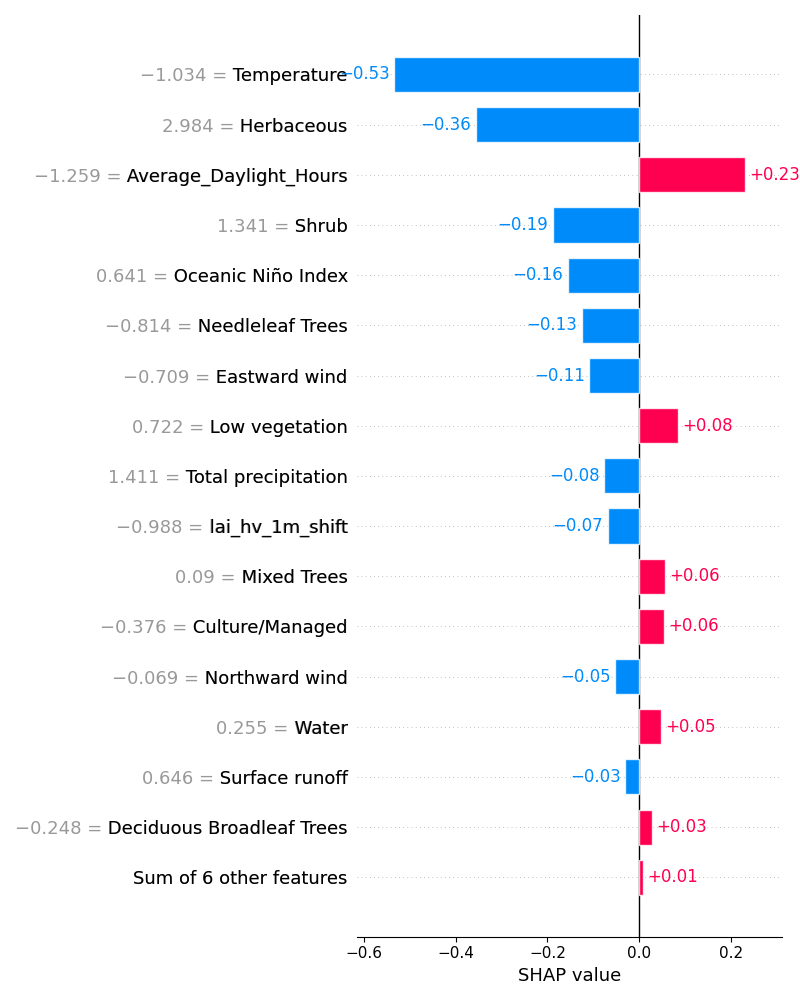 −1.034 = Temperature −0.53
2.984 = Herbaceous −0.36
−1.259 = Average_Daylight_Hours +0.23
1.341 = Shrub −0.19
0.641 = Oceanic Niño Index −0.16
−0.814 = Needleleaf Trees −0.13
−0.709 = Eastward wind −0.11
0.722 = Low vegetation +0.08
1.411 = Total precipitation −0.08
−0.988 = lai_hv_1m_shift −0.07
0.09 = Mixed Trees +0.06
−0.376 = Culture/Managed +0.06
−0.069 = Northward wind −0.05
0.255 = Water +0.05
0.646 = Surface runoff −0.03
−0.248 = Deciduous Broadleaf Trees +0.03
Sum of 6 other features +0.01
−0.6 −0.4 −0.2 0.0 0.2
SHAP value